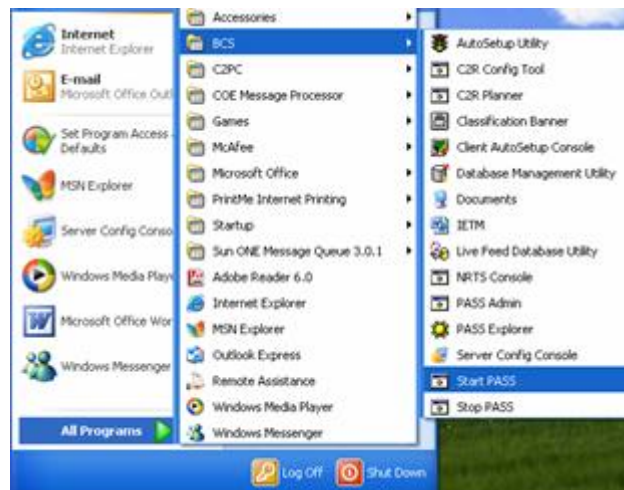 Internet
Internet Explorer
E-mail
Microsoft Office Outl
Set Program Access
Defaults
MSN Explorer
Server Config Conso
Windows Media Playe
Microsoft Office Wor
Windows Messenger
All Programs
Accessories
BCS
C2PC
COE Message Processor
Games
McAfee
Microsoft Office
PrintMe Internet Printing
Startup
Sun ONE Message Queue 3.0.1
Adobe Reader 6.0
Internet Explorer
MSN Explorer
Outlook Express
Remote Assistance
Windows Media Player
Windows Messenger
AutoSetup Utility
C2R Config Tool
C2R Planner
Classification Banner
Client AutoSetup Console
Database Management Utility
Documents
IETM
Live Feed Database Utility
NRTS Console
PASS Admin
PASS Explorer
Server Config Console
Start PASS
Stop PASS
Log Off
Shut Down